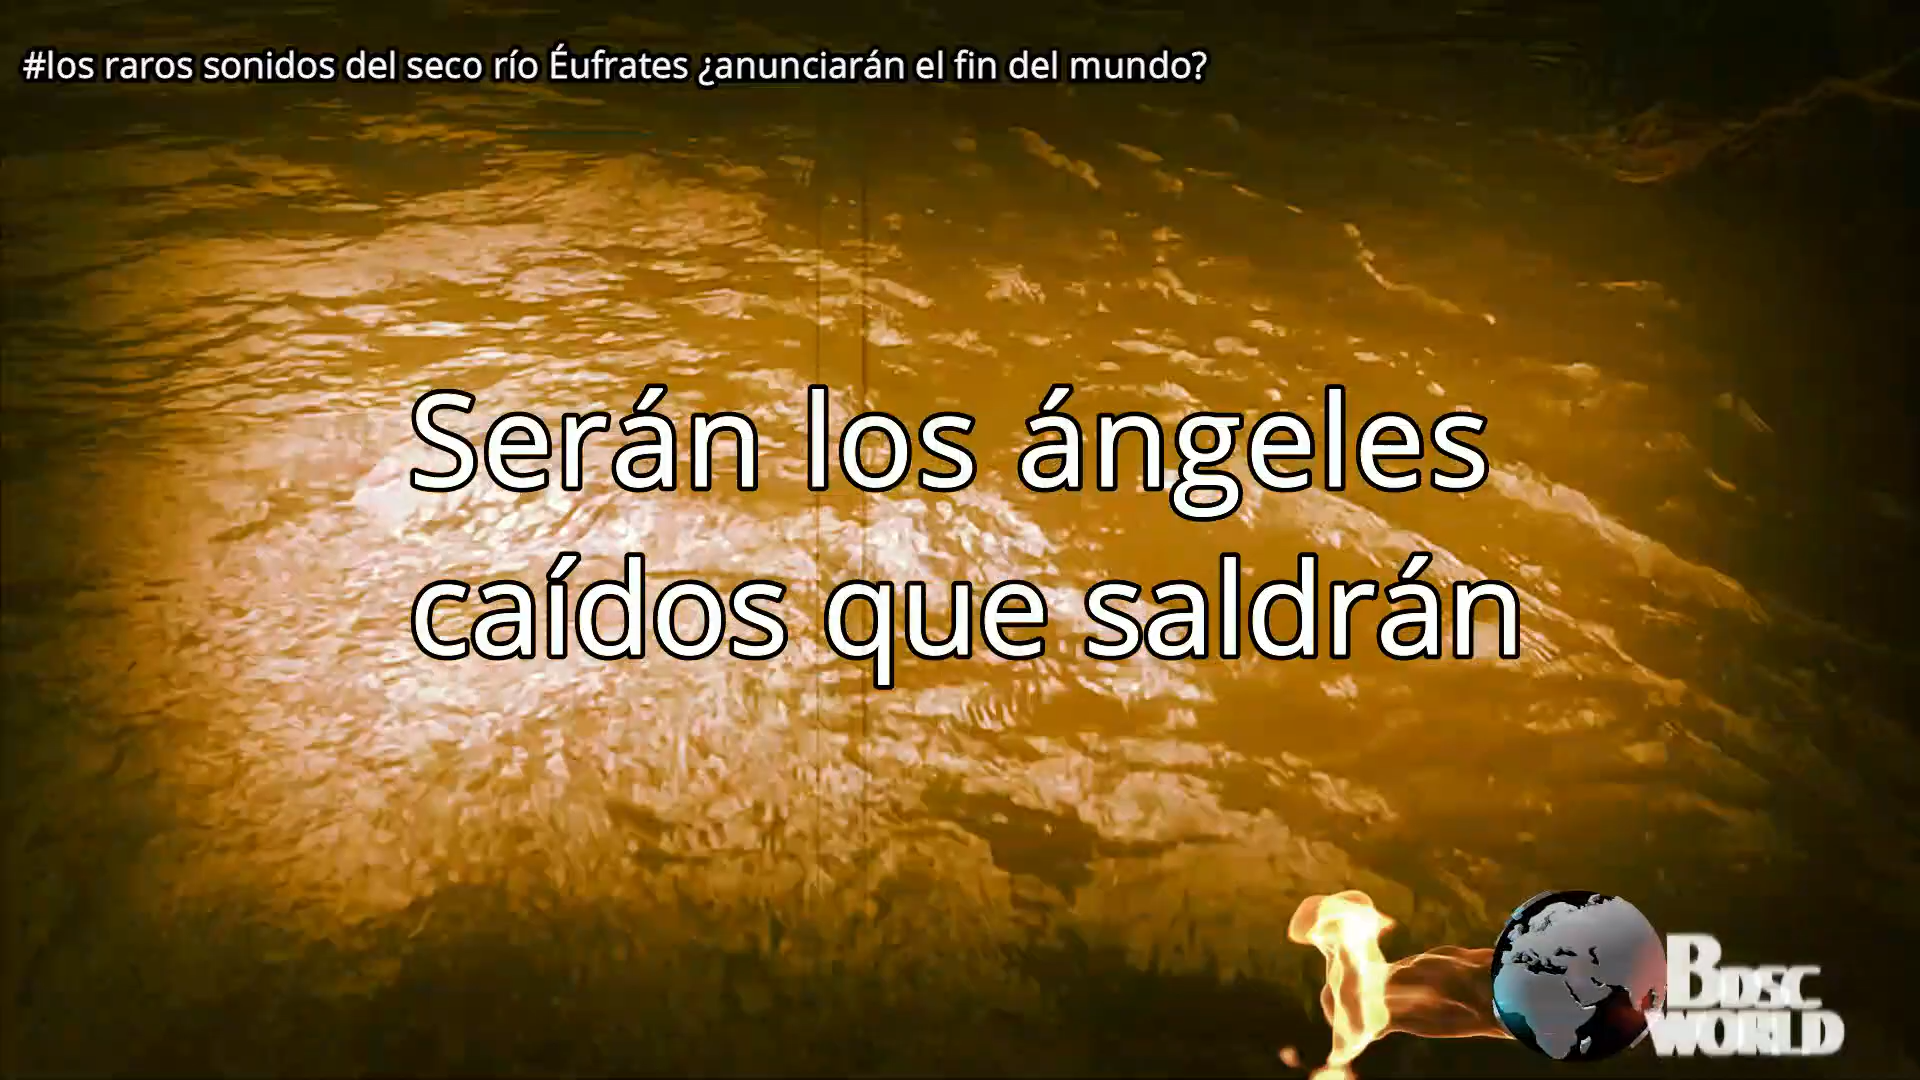 #los raros sonidos del seco río Éufrates ¿anunciarán el fin del mundo?
Serán los ángeles
caídos que saldrán
BDSC
WORLD